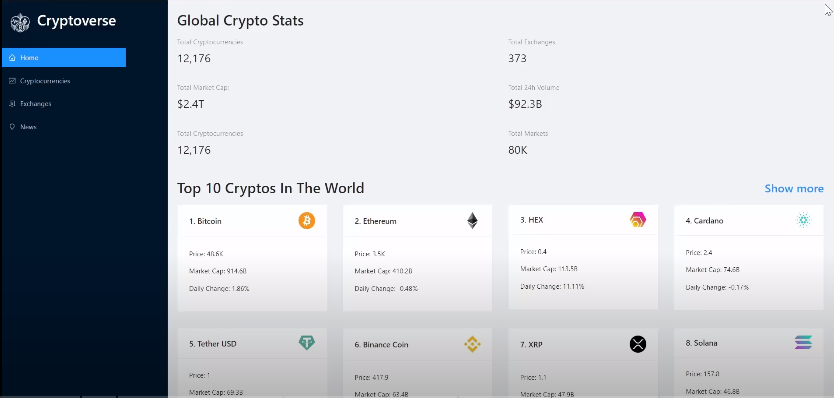 Cryptoverse
Home
Cryptocurrencies
Exchanges
News
Global Crypto Stats
Total Cryptocurrencies
12,176
Total Exchanges
373
Total Market Cap:
$2.4T
Total 24h Volume
$92.3B
Total Cryptocurrencies
12,176
Total Markets
80K
Top 10 Cryptos In The World
Show more
1. Bitcoin
Price: 48.6K
Market Cap: 914.6B
Daily Change: 1.86%
2. Ethereum
Price: 3.5K
Market Cap: 410.2B
Daily Change: -0.48%
3. HEX
Price: 0.4
Market Cap: 113.5B
Daily Change: 11.11%
4. Cardano
Price: 2.4
Market Cap: 74.6B
Daily Change: -0.17%
5. Tether USD
Price: 1
Market Cap: 69.3B
6. Binance Coin
Price: 417.9
Market Cap: 63.4B
7. XRP
Price: 1.1
Market Cap: 47.9B
8. Solana
Price: 157.0
Market Cap: 46.8B